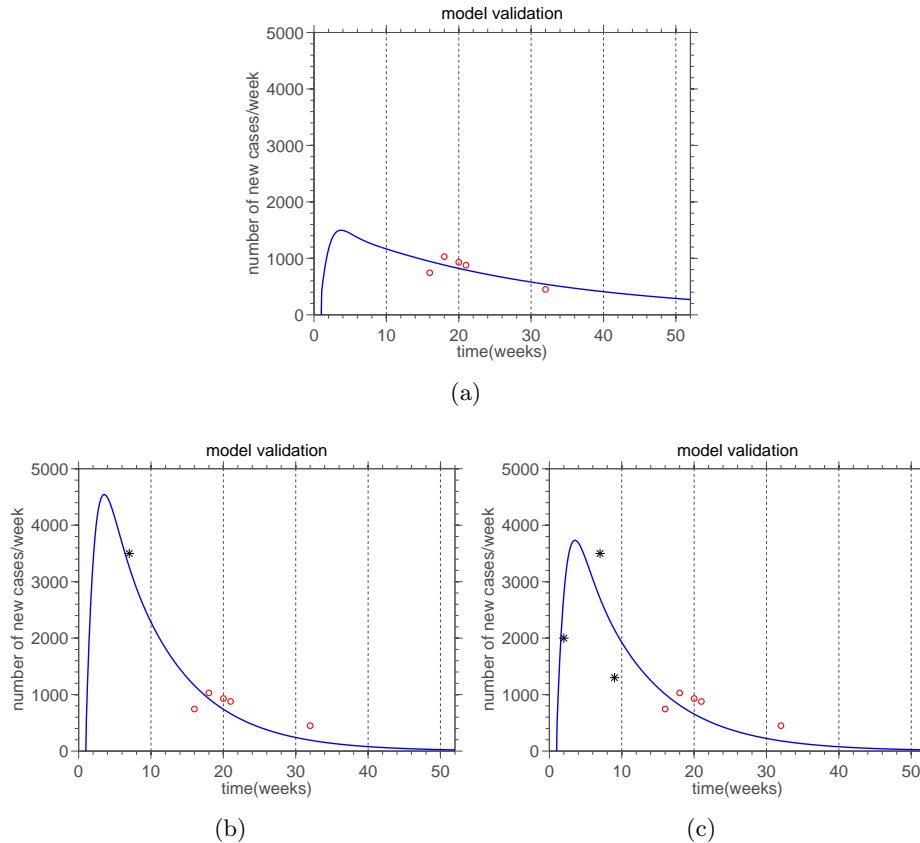 model validation
5000
4000
3000
2000
1000
0
number of new cases/week
0 10 20 30 40 50
time(weeks)
(a)
model validation
5000
4000
3000
2000
1000
0
number of new cases/week
0 10 20 30 40 50
time(weeks)
(b)
model validation
5000
4000
3000
2000
1000
0
number of new cases/week
0 10 20 30 40 50
time(weeks)
(c)